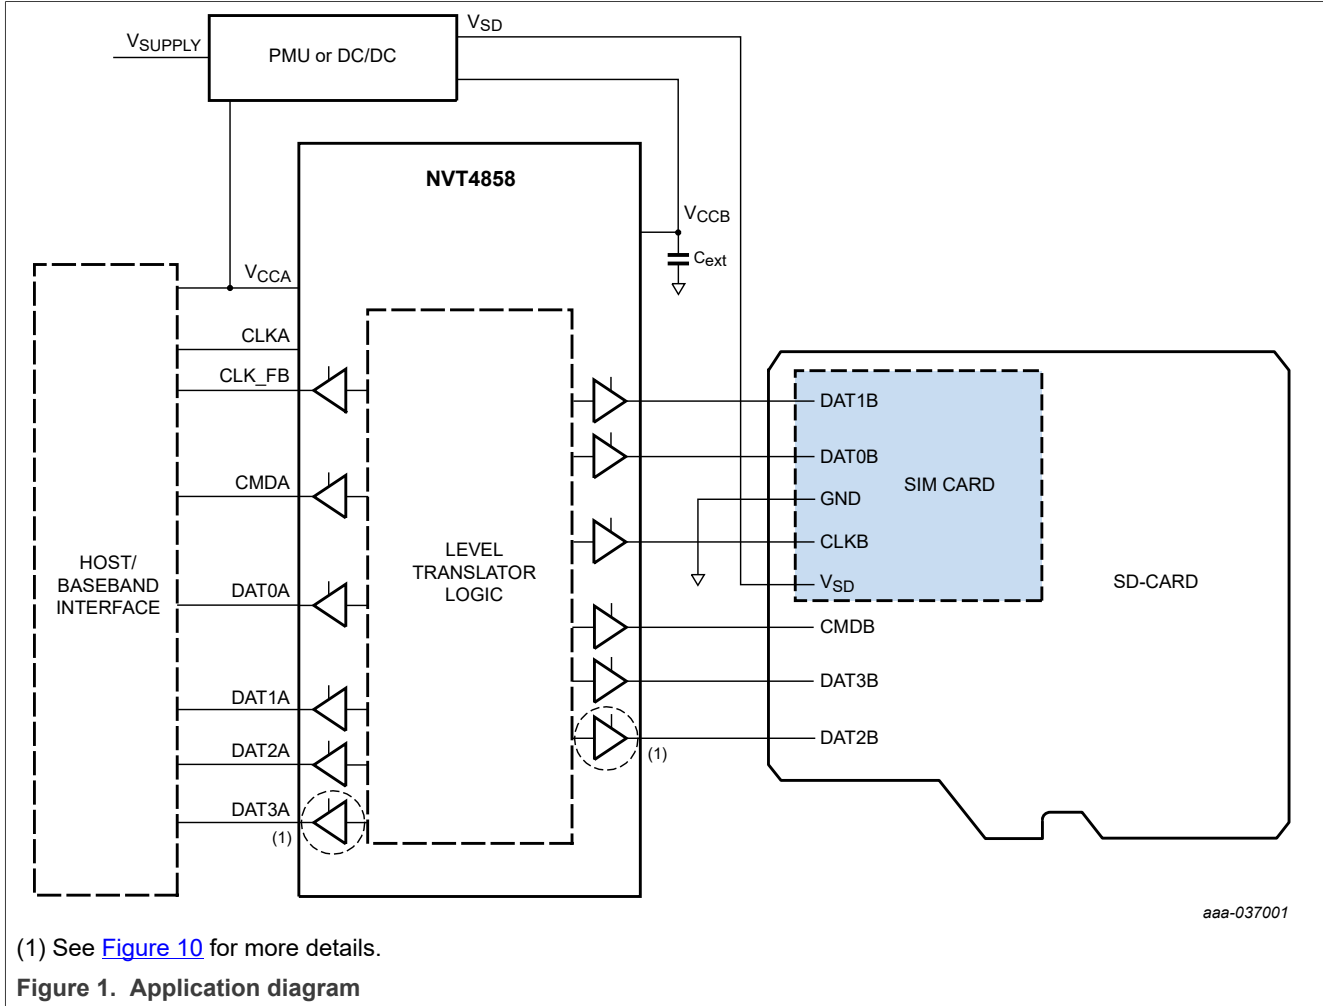 VSUPPLY
PMU or DC/DC
VSD
NVT4858
VCCB
Cext
VCCA
CLKA
CLK_FB
CMDA
DAT0A
DAT1A
DAT2A
DAT3A
(1)
HOST/
BASEBAND
INTERFACE
LEVEL
TRANSLATOR
LOGIC
(1)
DAT1B
DAT0B
GND
CLKB
VSD
SIM CARD
CMDB
DAT3B
DAT2B
SD-CARD
aaa-037001
(1) See Figure 10 for more details.
Figure 1. Application diagram